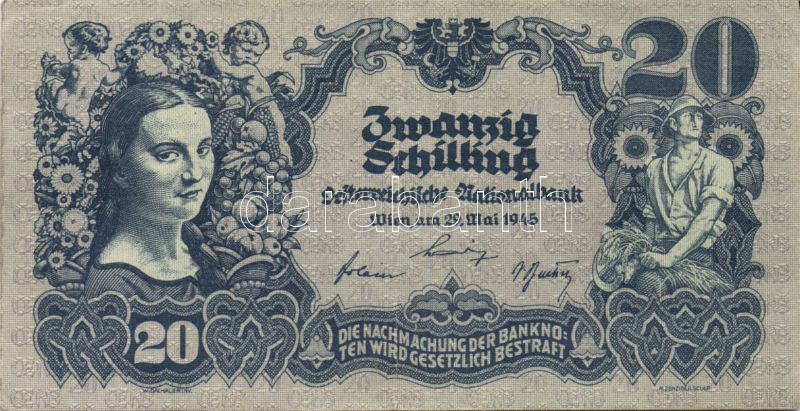 20
Zwanzig
Schilling
Oesterreichische Nationalbank
Wien am 29. Mai 1945
darabanth
20
DIE NACHMACHUNG DER BANKNO-
TEN WIRD GESETZLICH BESTRAFT